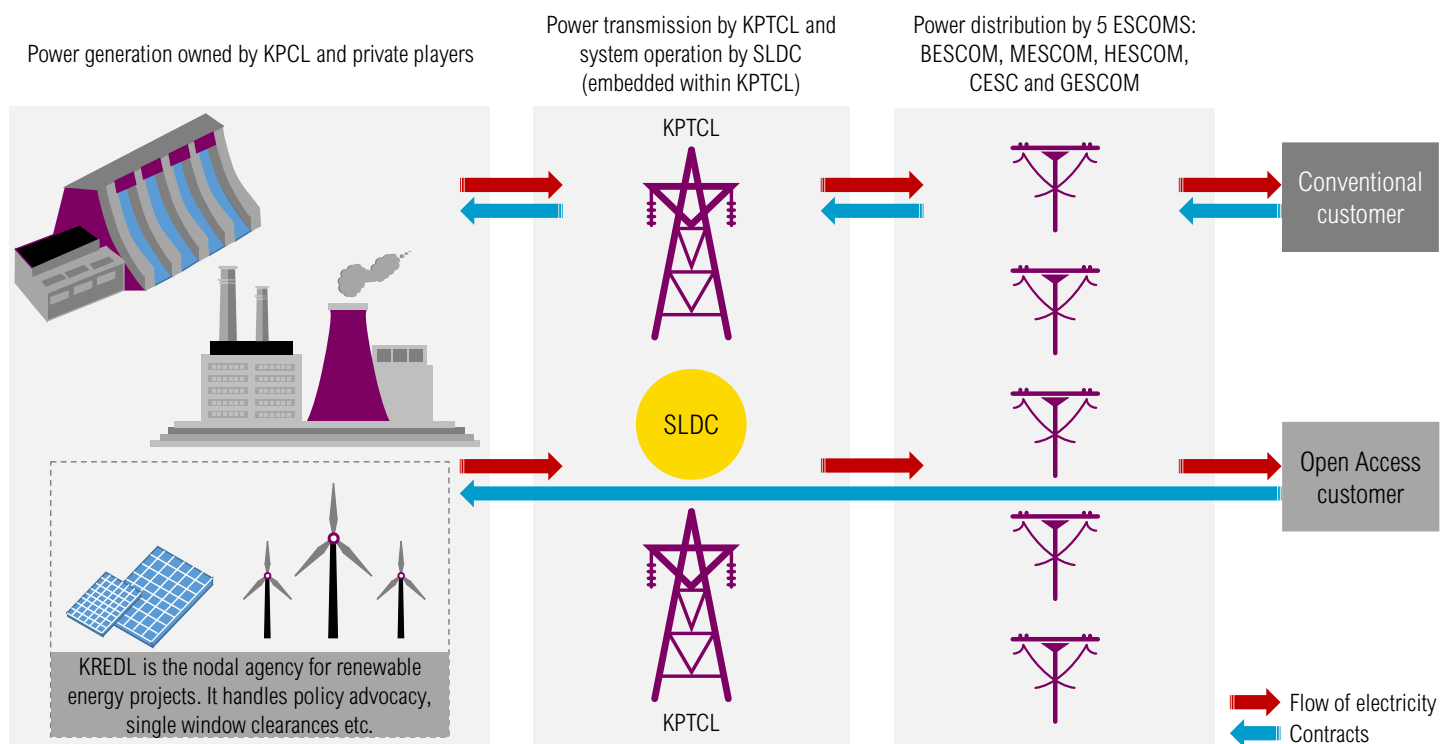 Power generation owned by KPCL and private players
Power transmission by KPTCL and
system operation by SLDC
(embedded within KPTCL)
Power distribution by 5 ESCOMS:
BESCOM, MESCOM, HESCOM,
CESC and GESCOM
KPTCL
Conventional
customer
SLDC
Open Access
customer
KREDL is the nodal agency for renewable
energy projects. It handles policy advocacy,
single window clearances etc.
KPTCL
Flow of electricity
Contracts